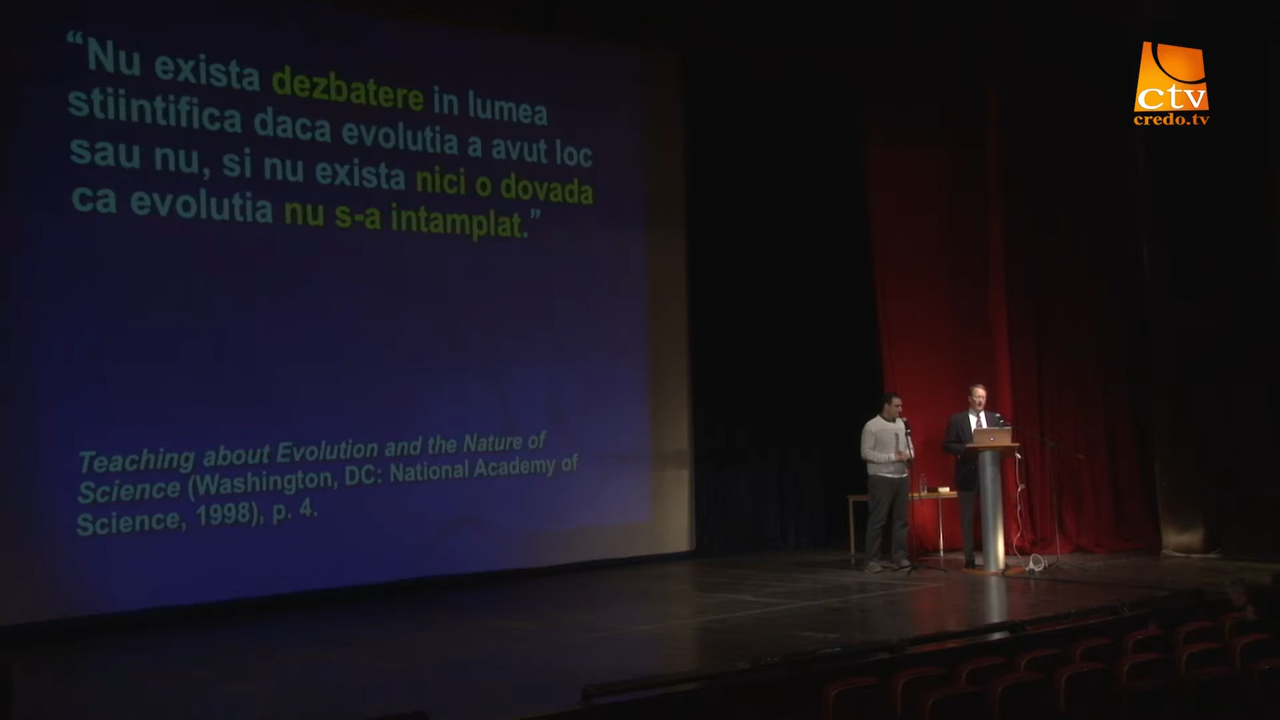 “Nu exista dezbatere in lumea
stiintifica daca evolutia a avut loc
sau nu, si nu exista nici o dovada
ca evolutia nu s-a intamplat.”
Teaching about Evolution and the Nature of
Science (Washington, DC: National Academy of
Science, 1998), p. 4.
ctv
credo.tv